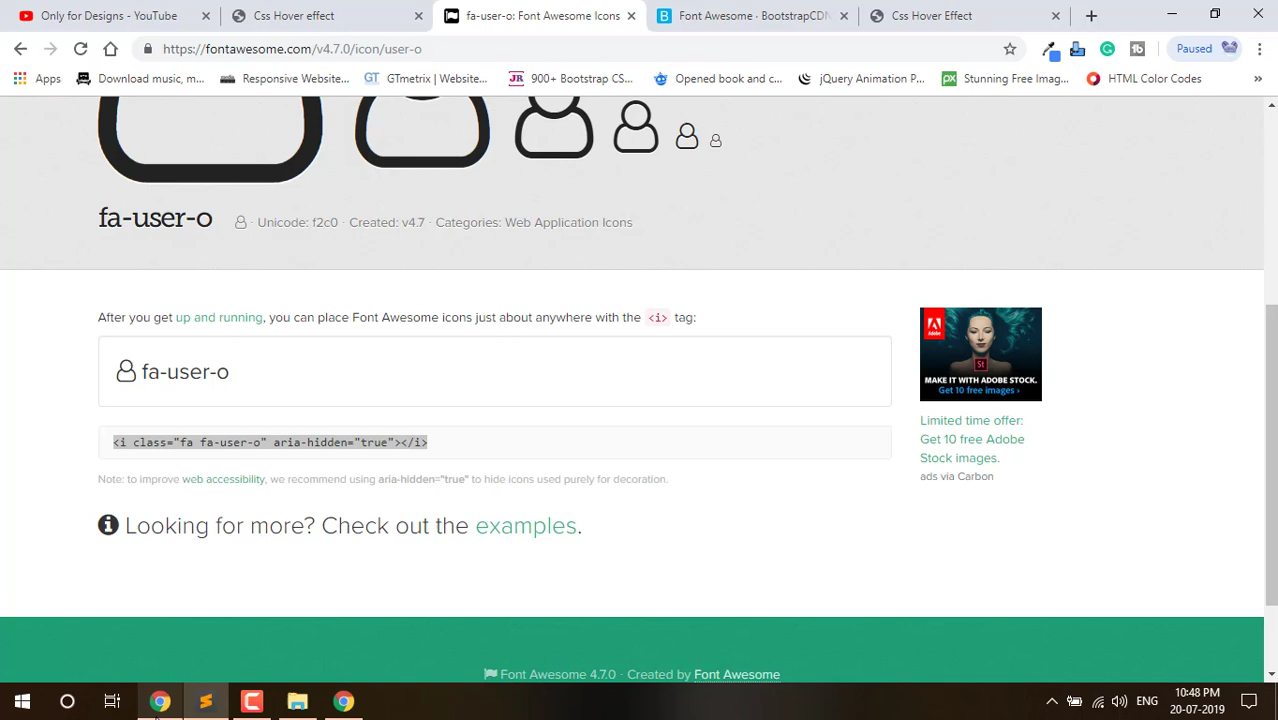 Only for Designs - YouTube
Css Hover effect
fa-user-o: Font Awesome Icons
Font Awesome · BootstrapCDN
Css Hover Effect
https://fontawesome.com/v4.7.0/icon/user-o
Paused
Apps
Download music, m...
Responsive Website...
GT
GTmetrix | Website...
JR
900+ Bootstrap CS...
Opened book and c...
jQuery Animation P...
px
Stunning Free Imag...
HTML Color Codes
»
fa-user-o
· Unicode: f2c0 · Created: v4.7 · Categories: Web Application Icons
After you get up and running, you can place Font Awesome icons just about anywhere with the <i> tag:
fa-user-o
<i class="fa fa-user-o" aria-hidden="true"></i>
Note: to improve web accessibility, we recommend using aria-hidden="true" to hide icons used purely for decoration.
Looking for more? Check out the examples.
Adobe
St
MAKE IT WITH ADOBE STOCK.
Get 10 free images ›
Limited time offer:
Get 10 free Adobe
Stock images.
ads via Carbon
Font Awesome 4.7.0 · Created by Font Awesome
ENG
10:48 PM
20-07-2019